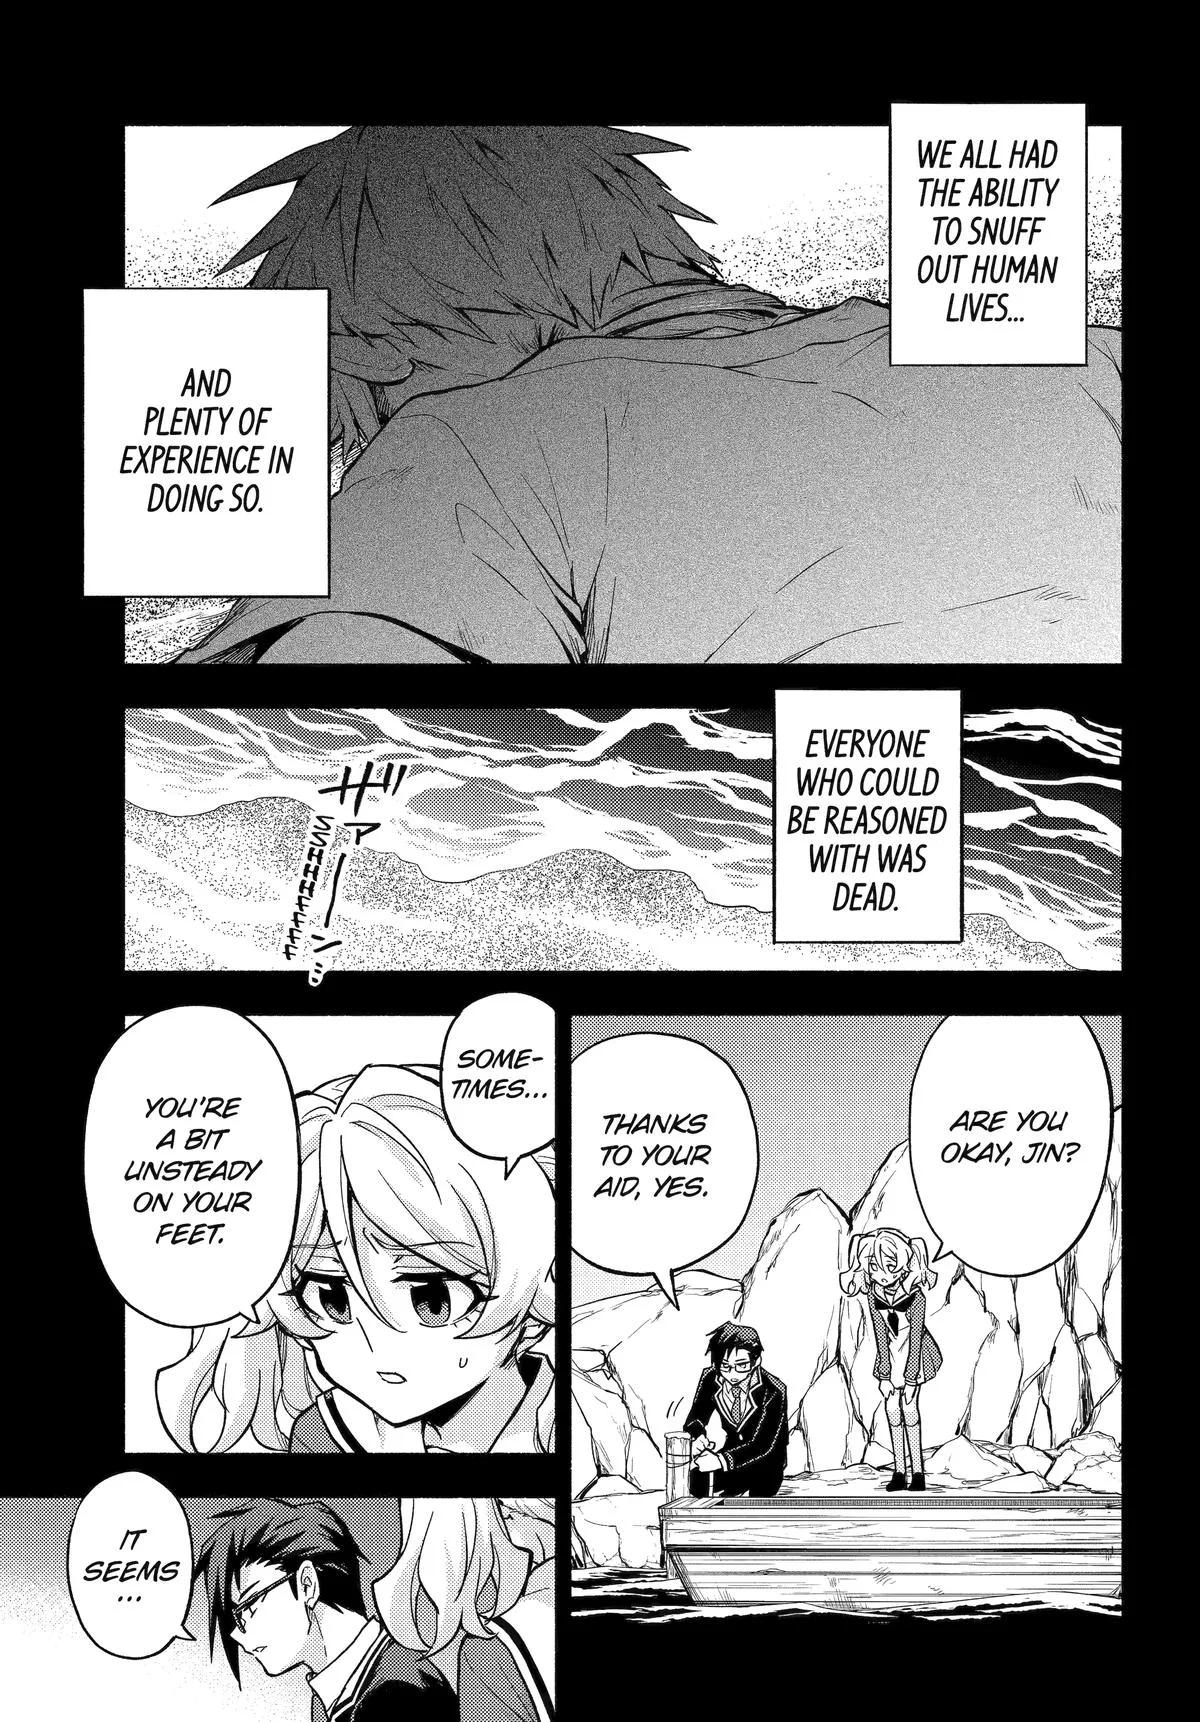 WE ALL HAD
THE ABILITY
TO SNUFF
OUT HUMAN
LIVES...
AND
PLENTY OF
EXPERIENCE IN
DOING SO.
EVERYONE
WHO COULD
BE REASONED
WITH WAS
DEAD.
ザァーーン…
ARE YOU
OKAY, JIN?
THANKS
TO YOUR
AID, YES.
SOME-
TIMES...
YOU'RE
A BIT
UNSTEADY
ON YOUR
FEET.
IT
SEEMS
...